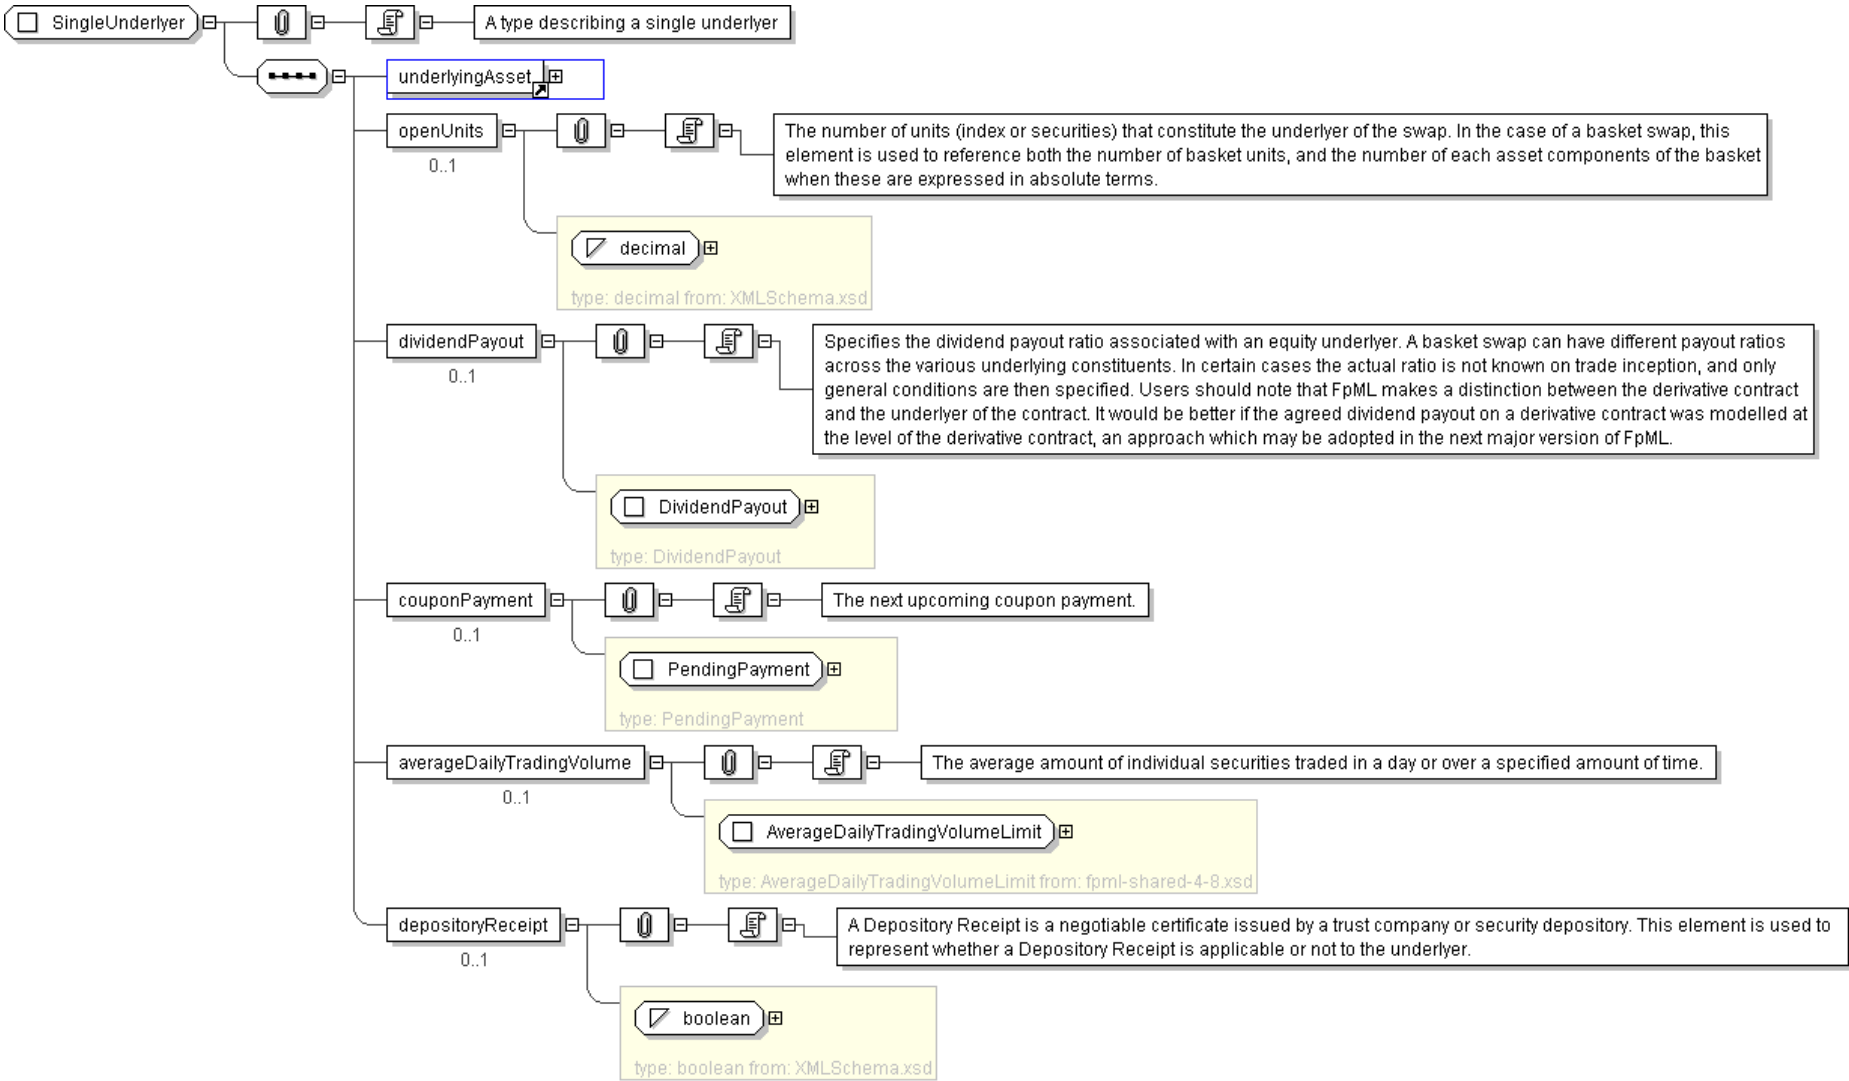 SingleUnderlyer
A type describing a single underlyer
underlyingAsset
openUnits
0..1
The number of units (index or securities) that constitute the underlyer of the swap. In the case of a basket swap, this
element is used to reference both the number of basket units, and the number of each asset components of the basket
when these are expressed in absolute terms.
decimal
type: decimal from: XMLSchema.xsd
dividendPayout
0..1
Specifies the dividend payout ratio associated with an equity underlyer. A basket swap can have different payout ratios
across the various underlying constituents. In certain cases the actual ratio is not known on trade inception, and only
general conditions are then specified. Users should note that FpML makes a distinction between the derivative contract
and the underlyer of the contract. It would be better if the agreed dividend payout on a derivative contract was modelled at
the level of the derivative contract, an approach which may be adopted in the next major version of FpML.
DividendPayout
type: DividendPayout
couponPayment
0..1
The next upcoming coupon payment.
PendingPayment
type: PendingPayment
averageDailyTradingVolume
0..1
The average amount of individual securities traded in a day or over a specified amount of time.
AverageDailyTradingVolumeLimit
type: AverageDailyTradingVolumeLimit from: fpml-shared-4-8.xsd
depositoryReceipt
0..1
A Depository Receipt is a negotiable certificate issued by a trust company or security depository. This element is used to
represent whether a Depository Receipt is applicable or not to the underlyer.
boolean
type: boolean from: XMLSchema.xsd